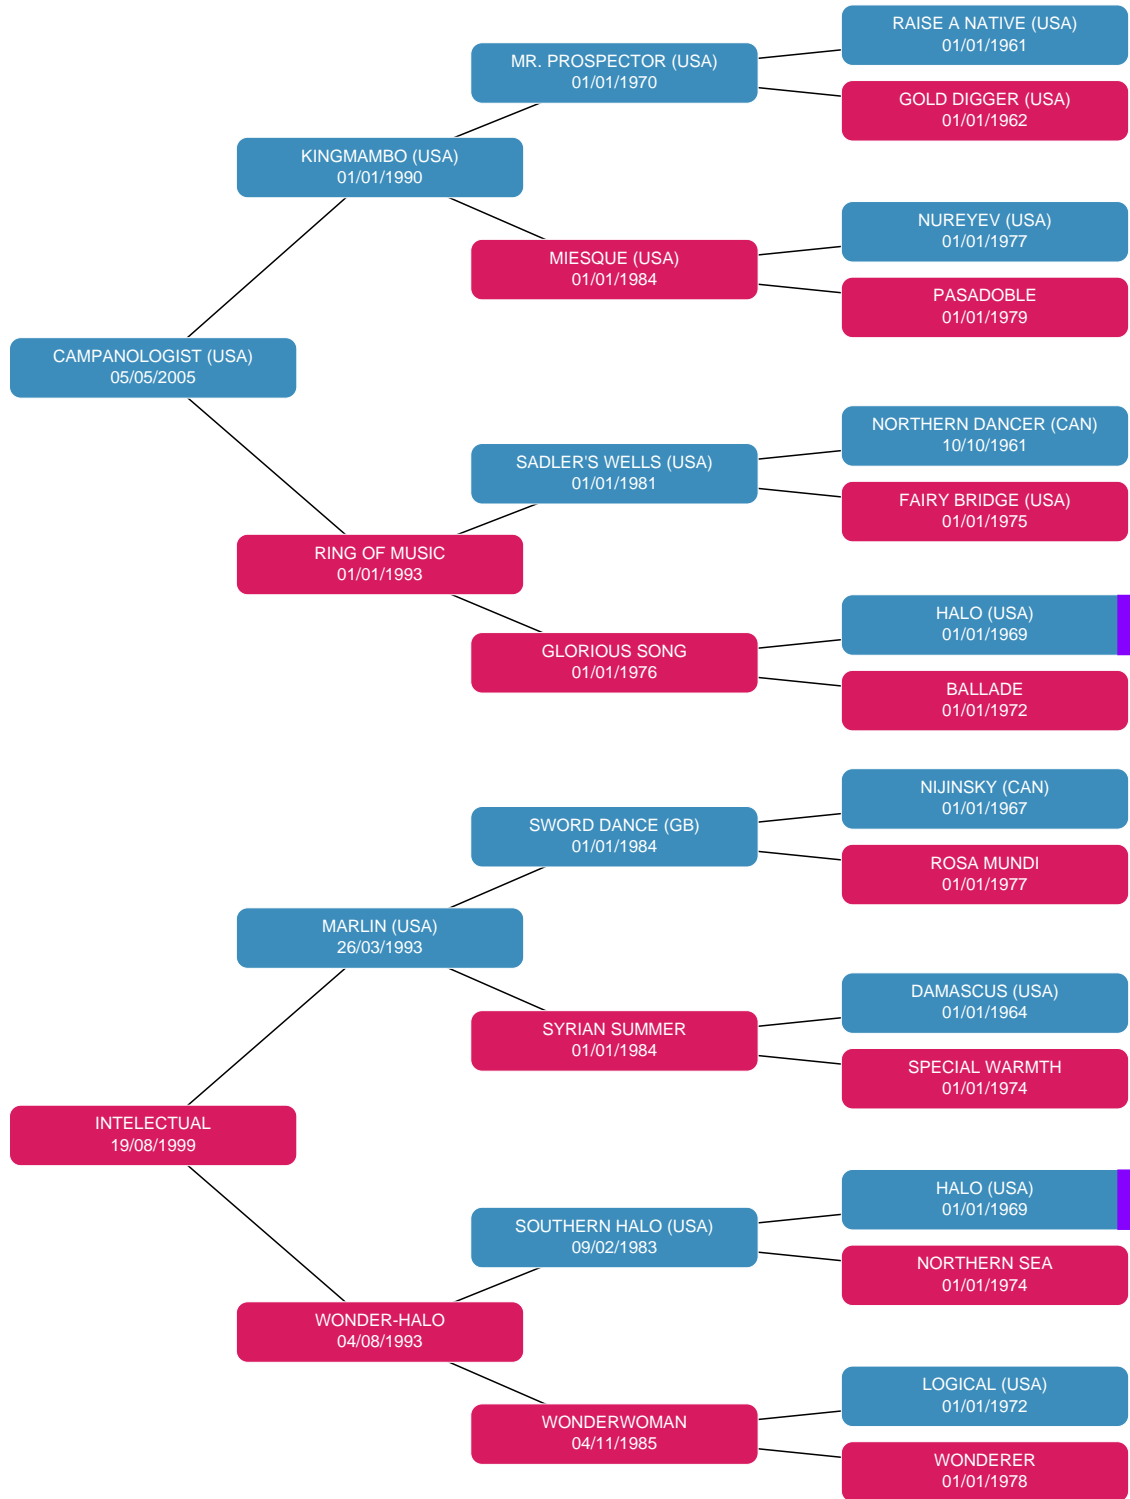 RAISE A NATIVE (USA)
01/01/1961
MR. PROSPECTOR (USA)
01/01/1970
GOLD DIGGER (USA)
01/01/1962
KINGMAMBO (USA)
01/01/1990
NUREYEV (USA)
01/01/1977
MIESQUE (USA)
01/01/1984
PASADOBLE
01/01/1979
CAMPANOLOGIST (USA)
05/05/2005
NORTHERN DANCER (CAN)
10/10/1961
SADLER'S WELLS (USA)
01/01/1981
FAIRY BRIDGE (USA)
01/01/1975
RING OF MUSIC
01/01/1993
HALO (USA)
01/01/1969
GLORIOUS SONG
01/01/1976
BALLADE
01/01/1972
NIJINSKY (CAN)
01/01/1967
SWORD DANCE (GB)
01/01/1984
ROSA MUNDI
01/01/1977
MARLIN (USA)
26/03/1993
DAMASCUS (USA)
01/01/1964
SYRIAN SUMMER
01/01/1984
SPECIAL WARMTH
01/01/1974
INTELECTUAL
19/08/1999
HALO (USA)
01/01/1969
SOUTHERN HALO (USA)
09/02/1983
NORTHERN SEA
01/01/1974
WONDER-HALO
04/08/1993
LOGICAL (USA)
01/01/1972
WONDERWOMAN
04/11/1985
WONDERER
01/01/1978